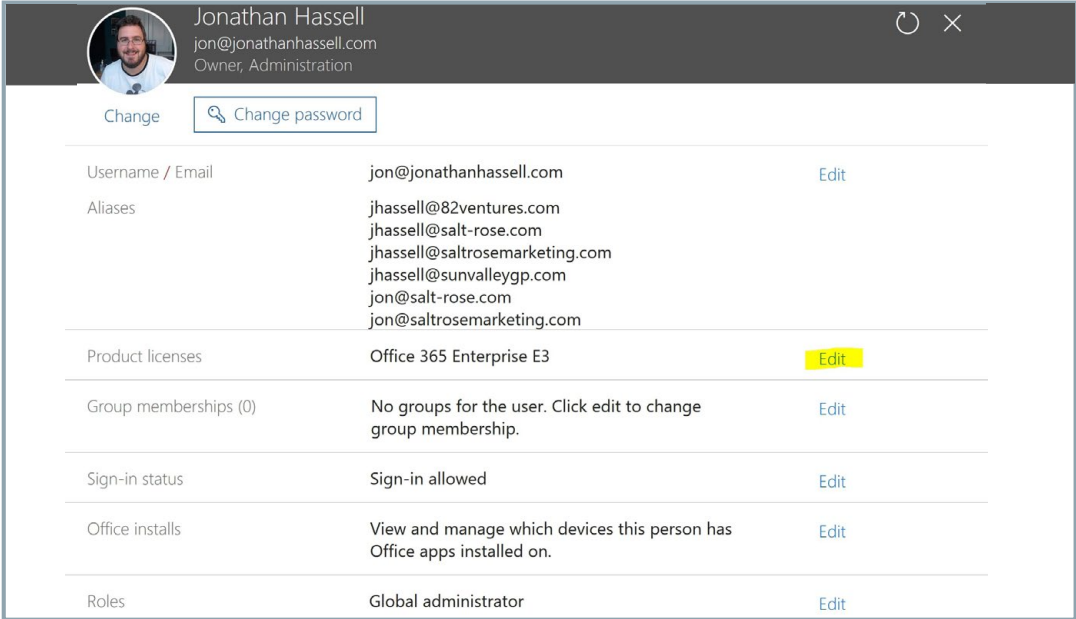 Jonathan Hassell
jon@jonathanhassell.com
Owner, Administration
Change
Change password
Username / Email
jon@jonathanhassell.com
Edit
Aliases
jhassell@82ventures.com
jhassell@salt-rose.com
jhassell@saltrosemarketing.com
jhassell@sunvalleygp.com
jon@salt-rose.com
jon@saltrosemarketing.com
Product licenses
Office 365 Enterprise E3
Edit
Group memberships (0)
No groups for the user. Click edit to change
group membership.
Edit
Sign-in status
Sign-in allowed
Edit
Office installs
View and manage which devices this person has
Office apps installed on.
Edit
Roles
Global administrator
Edit